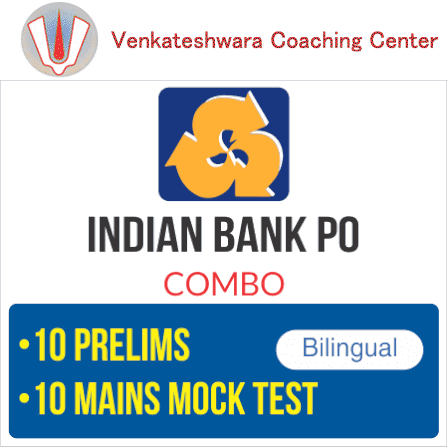 Venkateshwara Coaching Center
INDIAN BANK PO
COMBO
•10 PRELIMS
Bilingual
•10 MAINS MOCK TEST